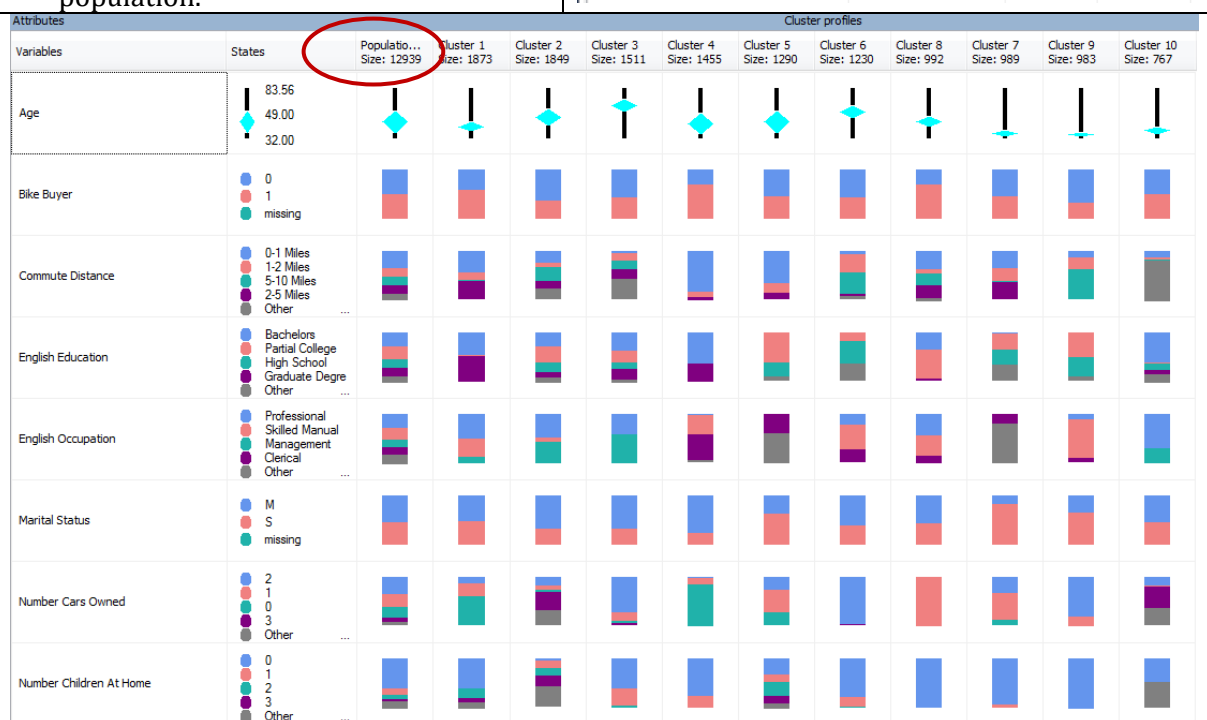 population.
Attributes Cluster profiles
Variables States Populatio... Size: 12939 Cluster 1 Size: 1873 Cluster 2 Size: 1849 Cluster 3 Size: 1511 Cluster 4 Size: 1455 Cluster 5 Size: 1290 Cluster 6 Size: 1230 Cluster 8 Size: 992 Cluster 7 Size: 989 Cluster 9 Size: 983 Cluster 10 Size: 767
Age
83.56
49.00
32.00
Bike Buyer
0
1
missing
Commute Distance
0-1 Miles
1-2 Miles
5-10 Miles
2-5 Miles
Other ...
English Education
Bachelors
Partial College
High School
Graduate Degre
Other ...
English Occupation
Professional
Skilled Manual
Management
Clerical
Other ...
Marital Status
M
S
missing
Number Cars Owned
2
1
0
3
Other ...
Number Children At Home
0
1
2
3
Other